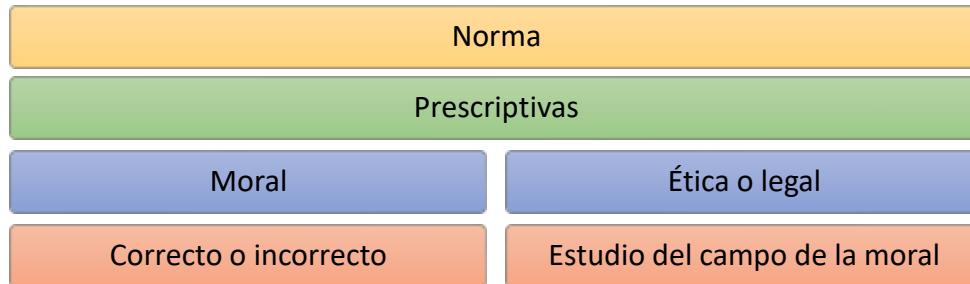 Norma
Prescriptivas
Moral
Ética o legal
Correcto o incorrecto
Estudio del campo de la moral